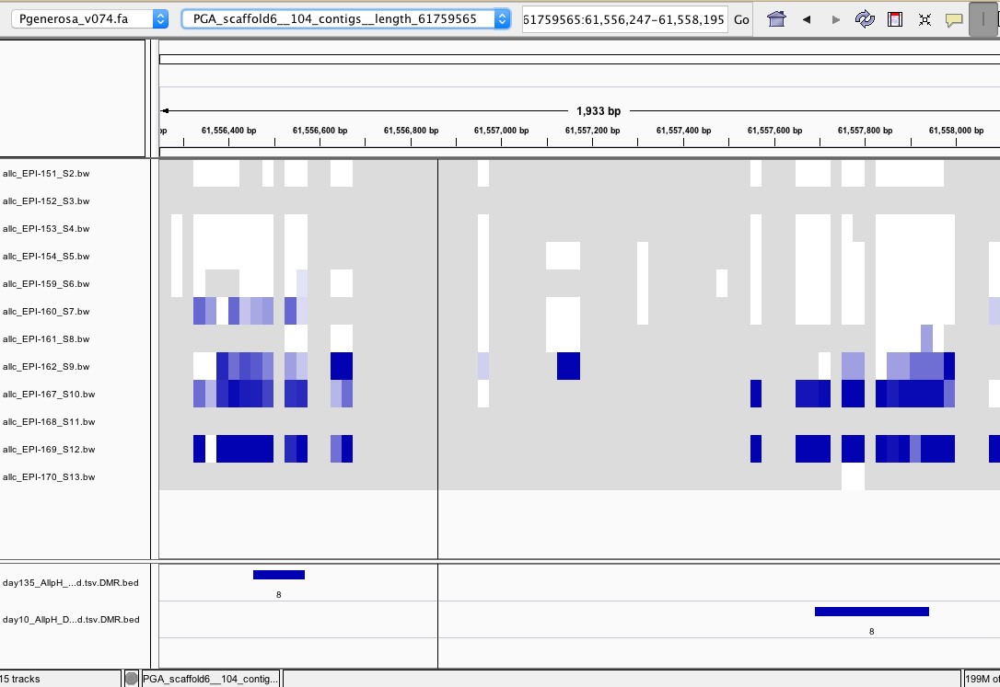 Pgenerosa_v074.fa PGA_scaffold6__104_contigs__length_61759565 61759565:61,556,247-61,558,195 Go
1,933 bp
bp 61,556,400 bp 61,556,600 bp 61,556,800 bp 61,557,000 bp 61,557,200 bp 61,557,400 bp 61,557,600 bp 61,557,800 bp 61,558,000 bp
allc_EPI-151_S2.bw
allc_EPI-152_S3.bw
allc_EPI-153_S4.bw
allc_EPI-154_S5.bw
allc_EPI-159_S6.bw
allc_EPI-160_S7.bw
allc_EPI-161_S8.bw
allc_EPI-162_S9.bw
allc_EPI-167_S10.bw
allc_EPI-168_S11.bw
allc_EPI-169_S12.bw
allc_EPI-170_S13.bw
day135_AllpH_...d.tsv.DMR.bed
8
day10_AllpH_D...d.tsv.DMR.bed
8
15 tracks PGA_scaffold6__104_contig... 199M of